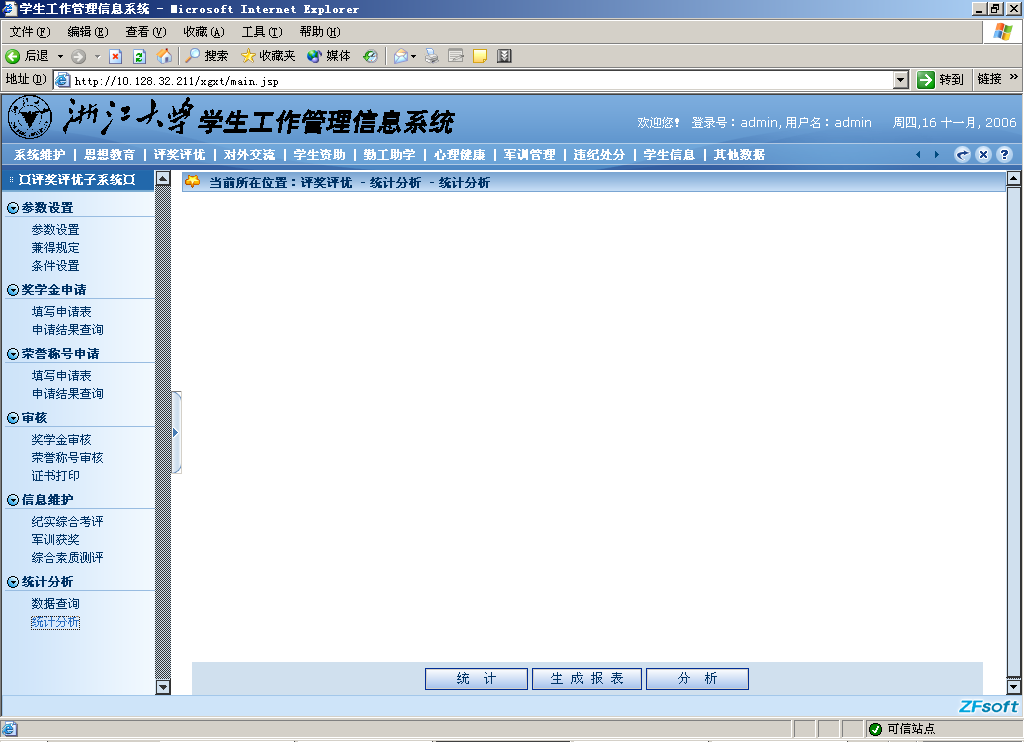 学生工作管理信息系统 - Microsoft Internet Explorer
文件(F) 编辑(E) 查看(V) 收藏(A) 工具(T) 帮助(H)
后退 搜索 收藏夹 媒体
地址(D) http://10.128.32.211/xgxt/main.jsp 转到 链接 »
浙江大学 学生工作管理信息系统
欢迎您! 登录号:admin,用户名:admin 周四,16 十一月, 2006
系统维护 | 思想教育 | 评奖评优 | 对外交流 | 学生资助 | 勤工助学 | 心理健康 | 军训管理 | 违纪处分 | 学生信息 | 其他数据
¤评奖评优子系统¤
当前所在位置:评奖评优 - 统计分析 - 统计分析
参数设置
参数设置
兼得规定
条件设置
奖学金申请
填写申请表
申请结果查询
荣誉称号申请
填写申请表
申请结果查询
审核
奖学金审核
荣誉称号审核
证书打印
信息维护
纪实综合考评
军训获奖
综合素质测评
统计分析
数据查询
统计分析
统 计 生 成 报 表 分 析
ZFsoft
可信站点